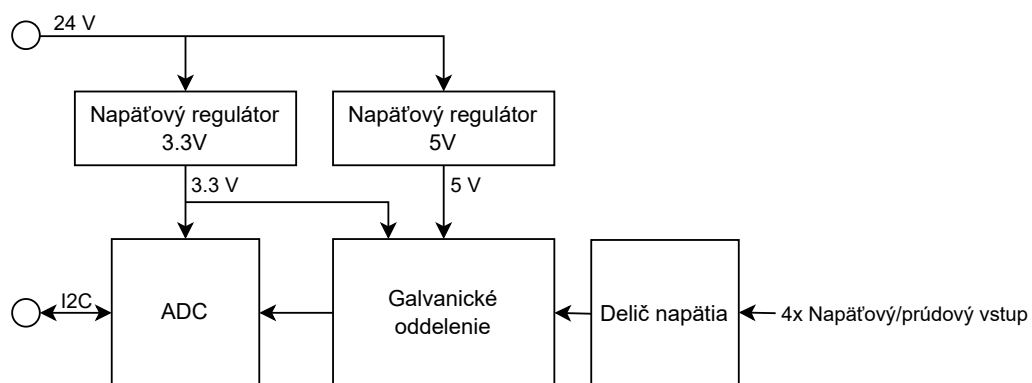 24 V
Napäťový regulátor
3.3V
Napäťový regulátor
5V
3.3 V
5 V
I2C
ADC
Galvanické
oddelenie
Delič napätia
4x Napäťový/prúdový vstup